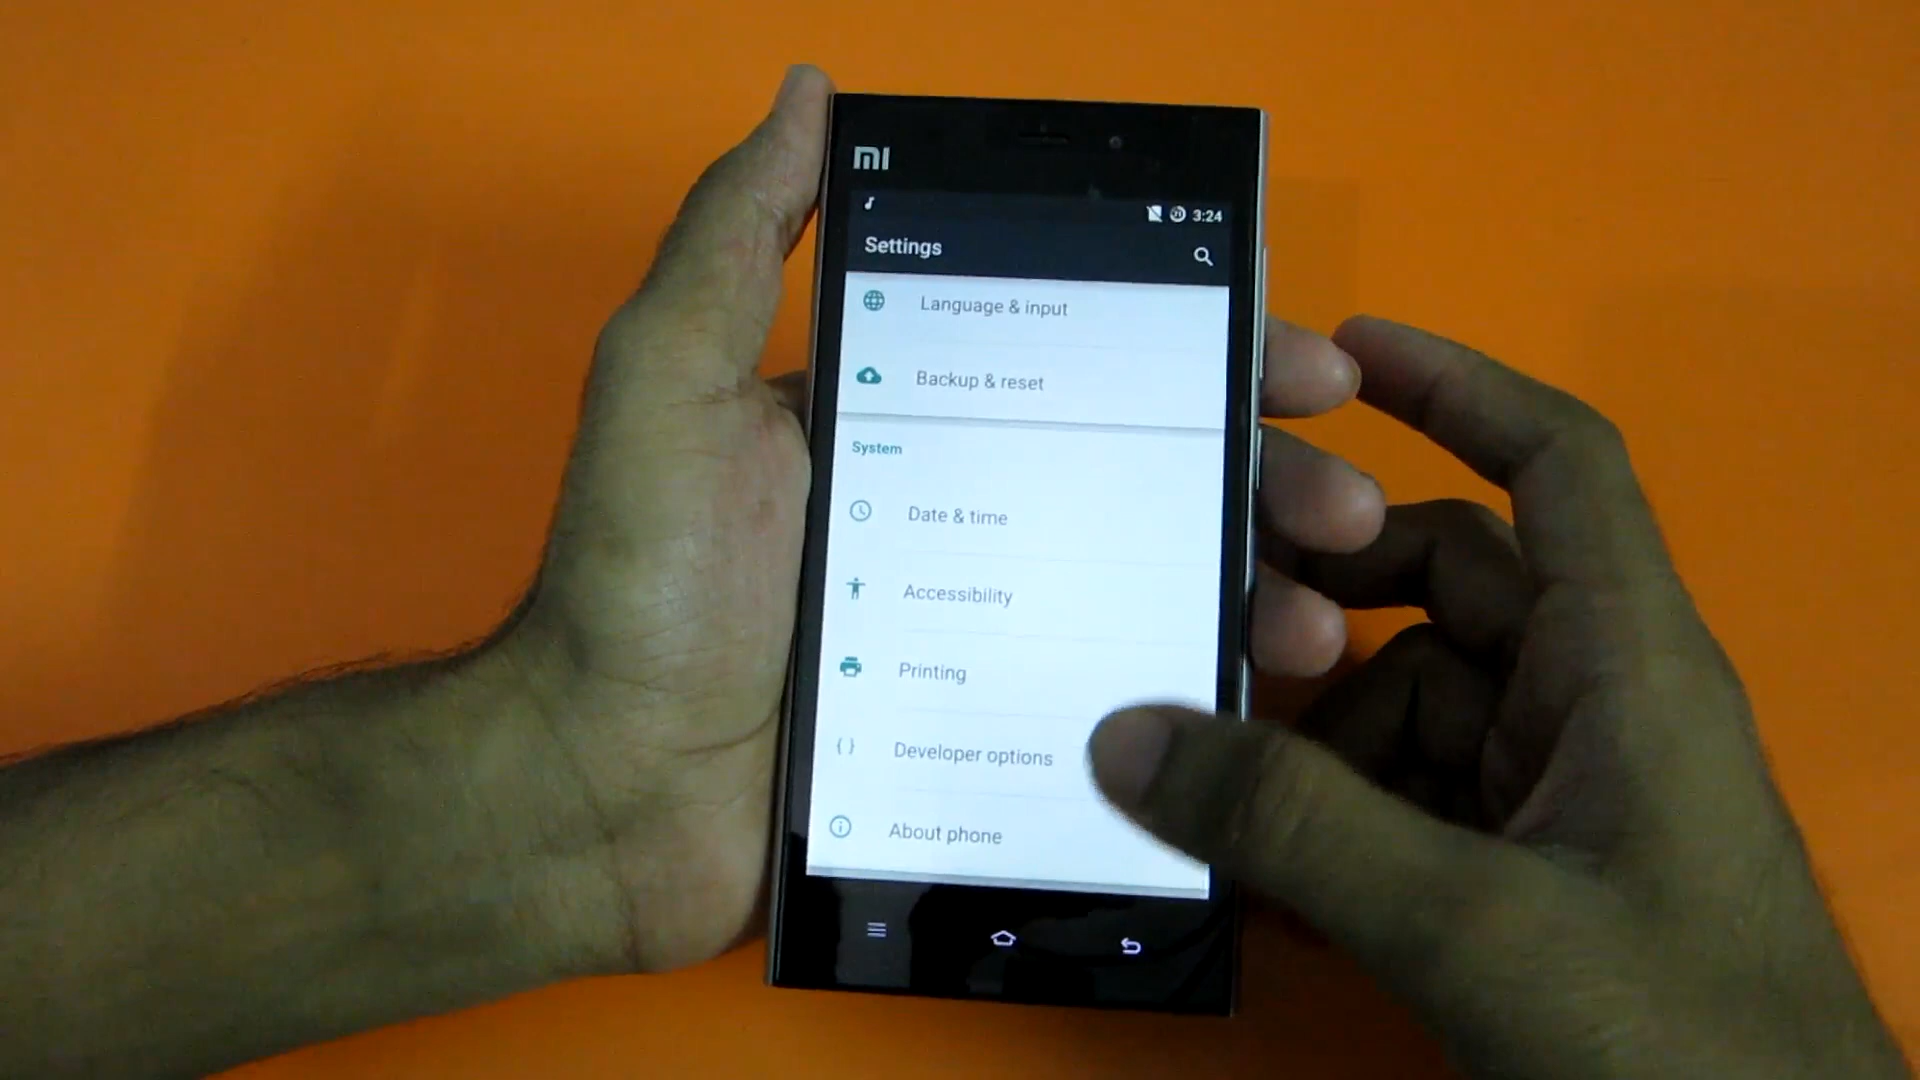 mi
3:24
Settings
Language & input
Backup & reset
System
Date & time
Accessibility
Printing
{ } Developer options
About phone